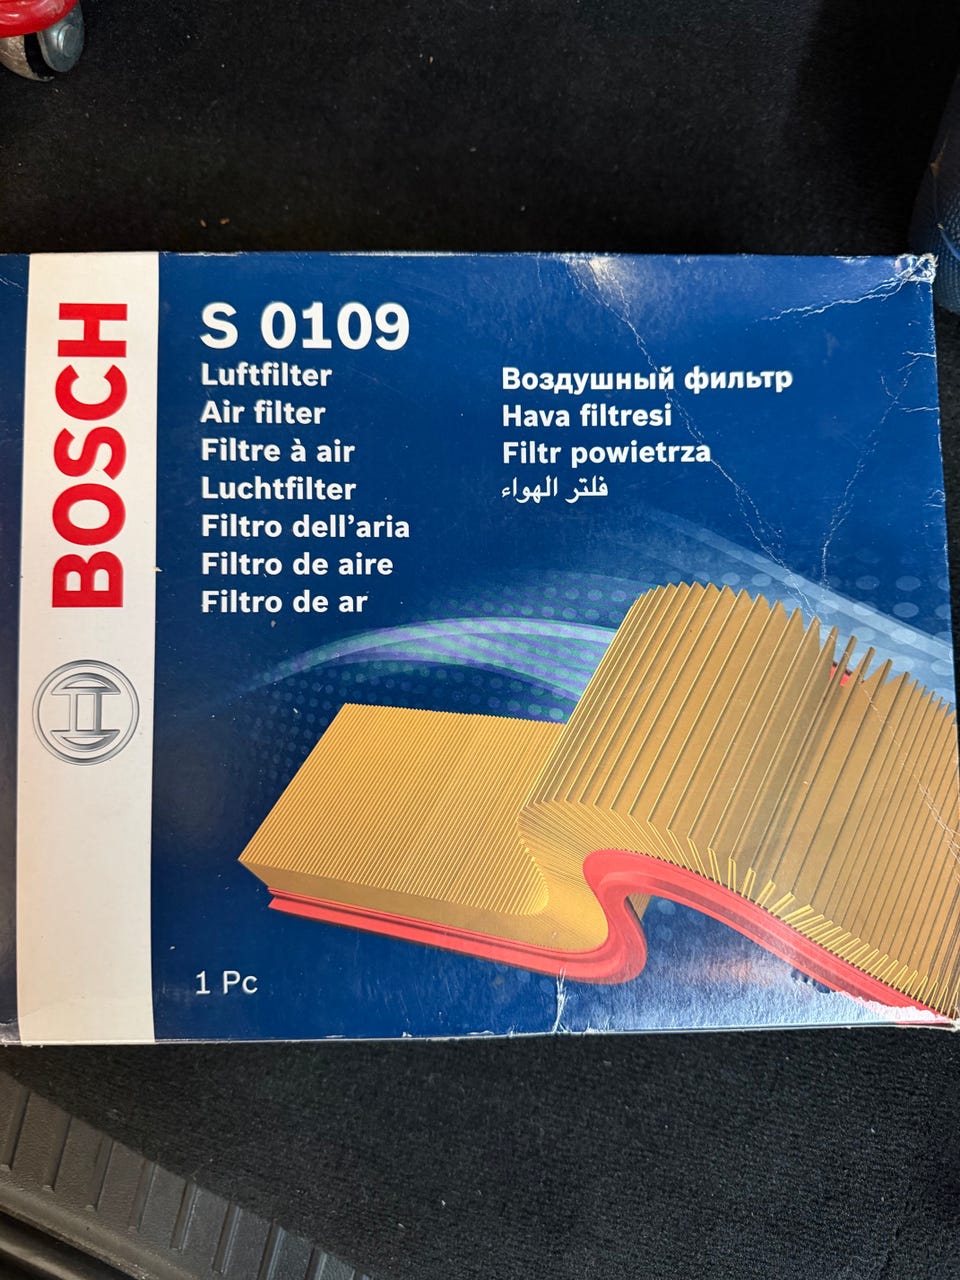 BOSCH
S 0109
Luftfilter
Air filter
Filtre à air
Luchtfilter
Filtro dell'aria
Filtro de aire
Filtro de ar
Воздушный фильтр
Hava filtresi
Filtr powietrza
فلتر الهواء
1 Pc